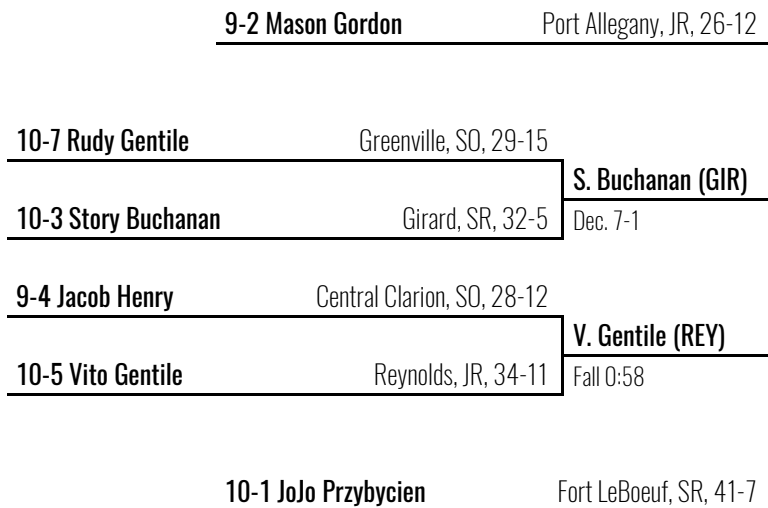 9-2 Mason Gordon Port Allegany, JR, 26-12
10-7 Rudy Gentile Greenville, SO, 29-15
S. Buchanan (GIR)
10-3 Story Buchanan Girard, SR, 32-5
Dec. 7-1
9-4 Jacob Henry Central Clarion, SO, 28-12
V. Gentile (REY)
10-5 Vito Gentile Reynolds, JR, 34-11
Fall 0:58
10-1 JoJo Przybycien Fort LeBoeuf, SR, 41-7